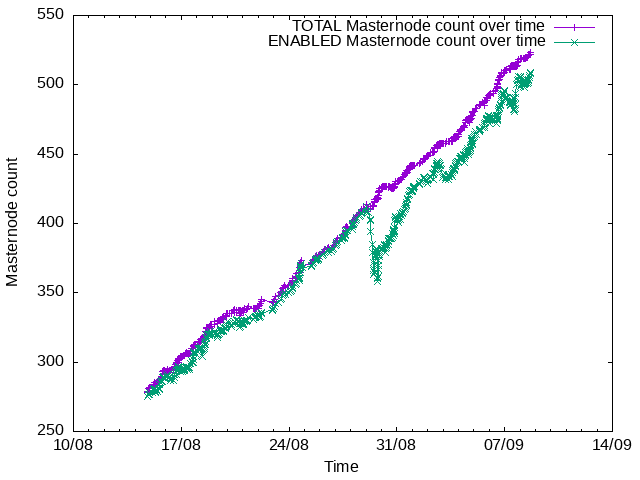 TOTAL Masternode count over time
ENABLED Masternode count over time
550
500
450
400
350
300
250
Masternode count
10/08 17/08 24/08 31/08 07/09 14/09
Time